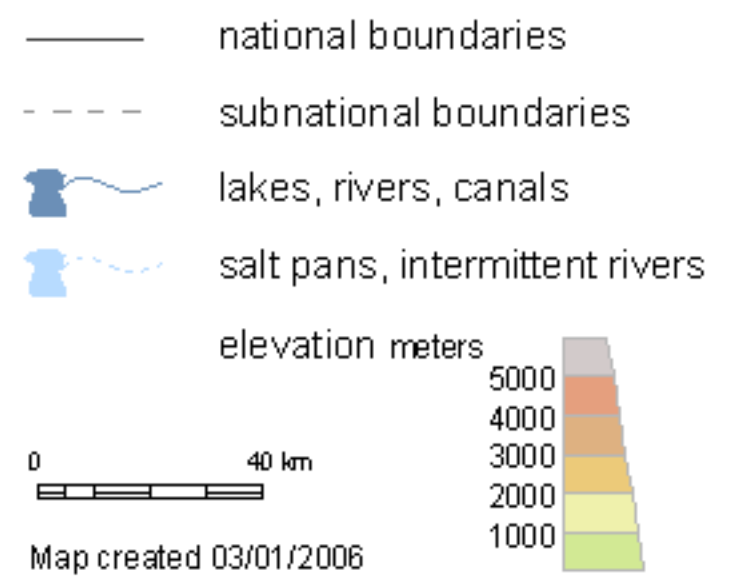 national boundaries
subnational boundaries
lakes, rivers, canals
salt pans, intermittent rivers
elevation meters
5000
4000
3000
2000
1000
0 40 km
Map created 03/01/2006